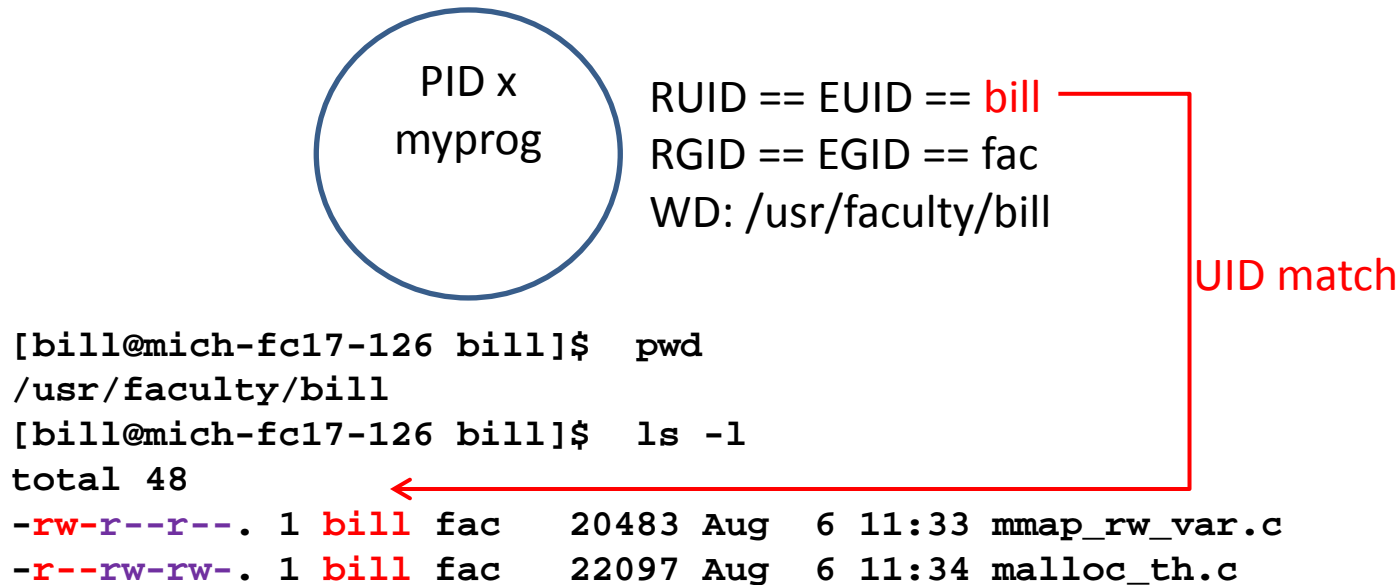 PID x
myprog
RUID == EUID == bill
RGID == EGID == fac
WD: /usr/faculty/bill
UID match
[bill@mich-fc17-126 bill]$  pwd
/usr/faculty/bill
[bill@mich-fc17-126 bill]$  ls -l
total 48
-rw-r--r--. 1 bill fac   20483 Aug  6 11:33 mmap_rw_var.c
-r--rw-rw-. 1 bill fac   22097 Aug  6 11:34 malloc_th.c